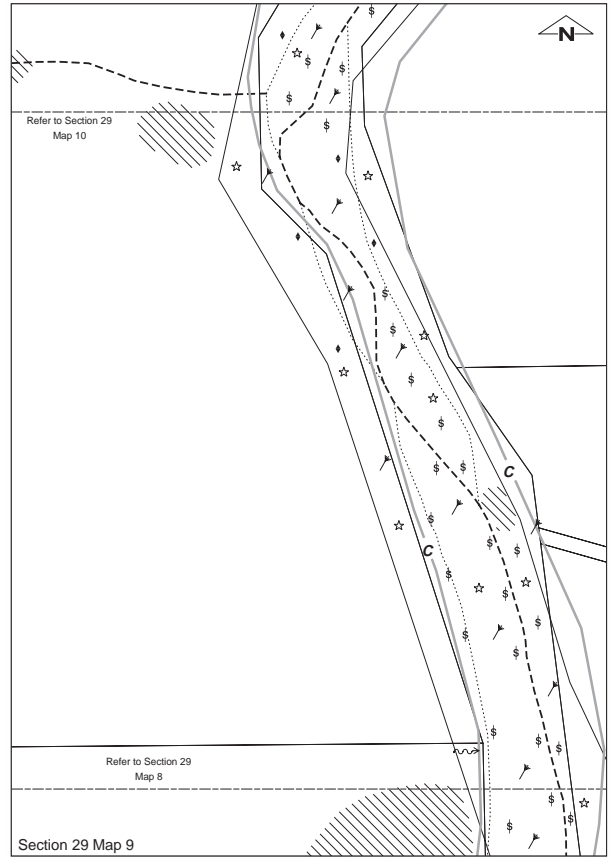 N
Refer to Section 29
Map 10
C
C
Refer to Section 29
Map 8
Section 29 Map 9